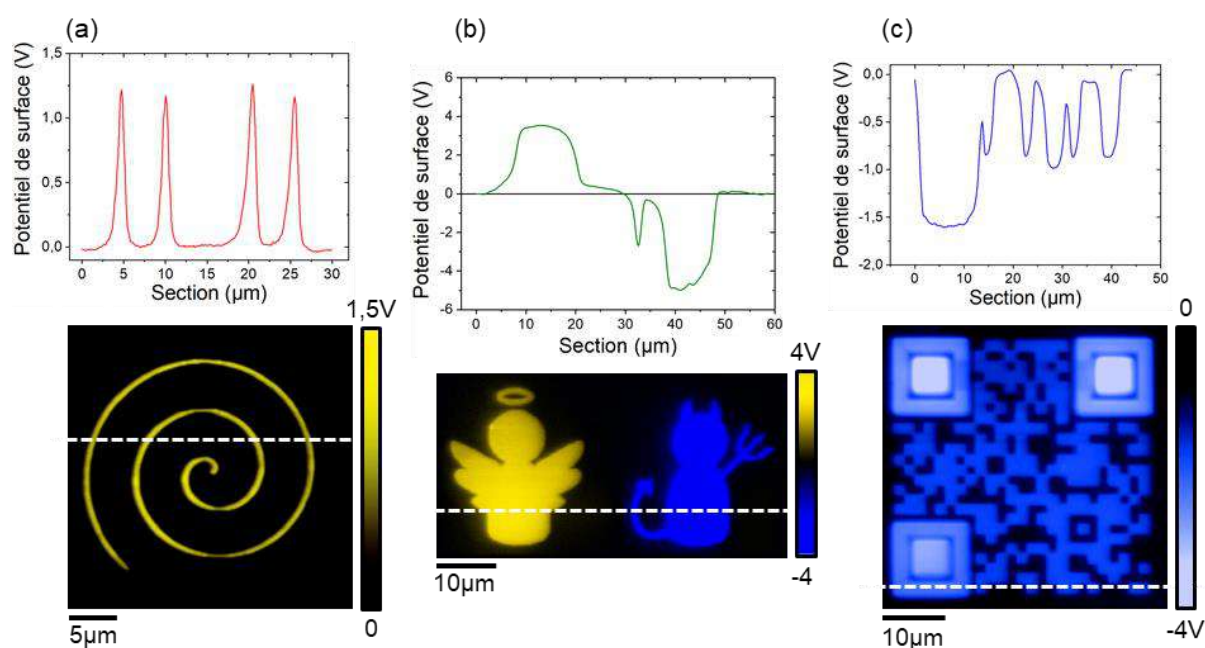 (a)
Potentiel de surface (V)
1,5
1,0
0,5
0,0
0 5 10 15 20 25 30
Section (µm)
1,5V
0
5µm
(b)
Potentiel de surface (V)
6
4
2
0
-2
-4
-6
0 10 20 30 40 50 60
Section (µm)
4V
-4
10µm
(c)
Potentiel de surface (V)
0,0
-0,5
-1,0
-1,5
-2,0
0 10 20 30 40 50
Section (µm)
0
-4V
10µm